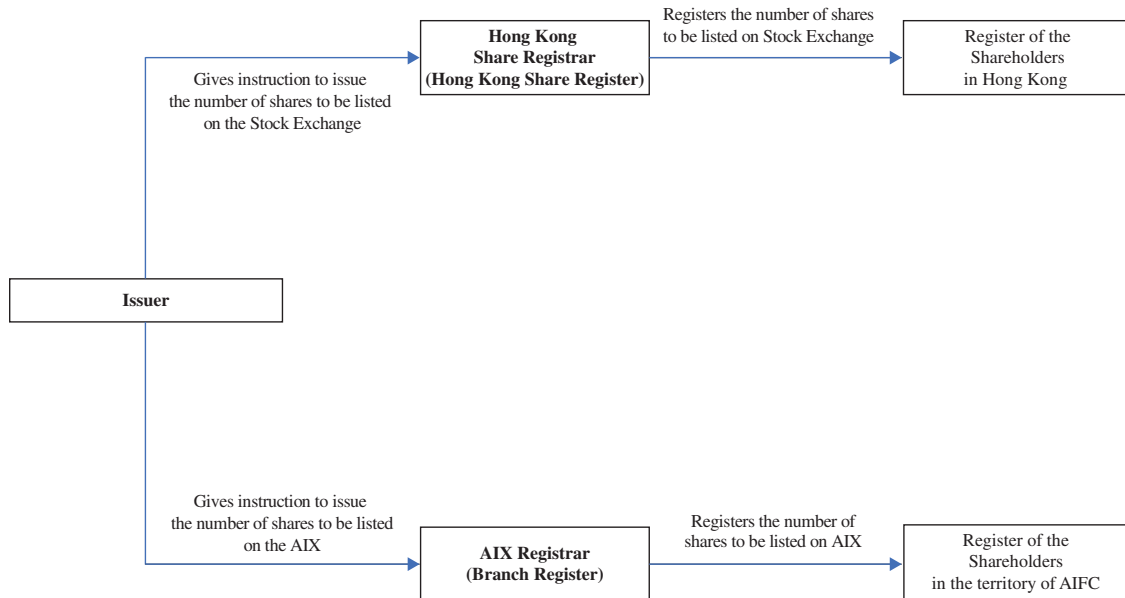 Registers the number of shares
to be listed on Stock Exchange
Hong Kong
Share Registrar
(Hong Kong Share Register)
Register of the
Shareholders
in Hong Kong
Gives instruction to issue
the number of shares to be listed
on the Stock Exchange
Issuer
Gives instruction to issue
the number of shares to be listed
on the AIX
Registers the number of
shares to be listed on AIX
AIX Registrar
(Branch Register)
Register of the
Shareholders
in the territory of AIFC